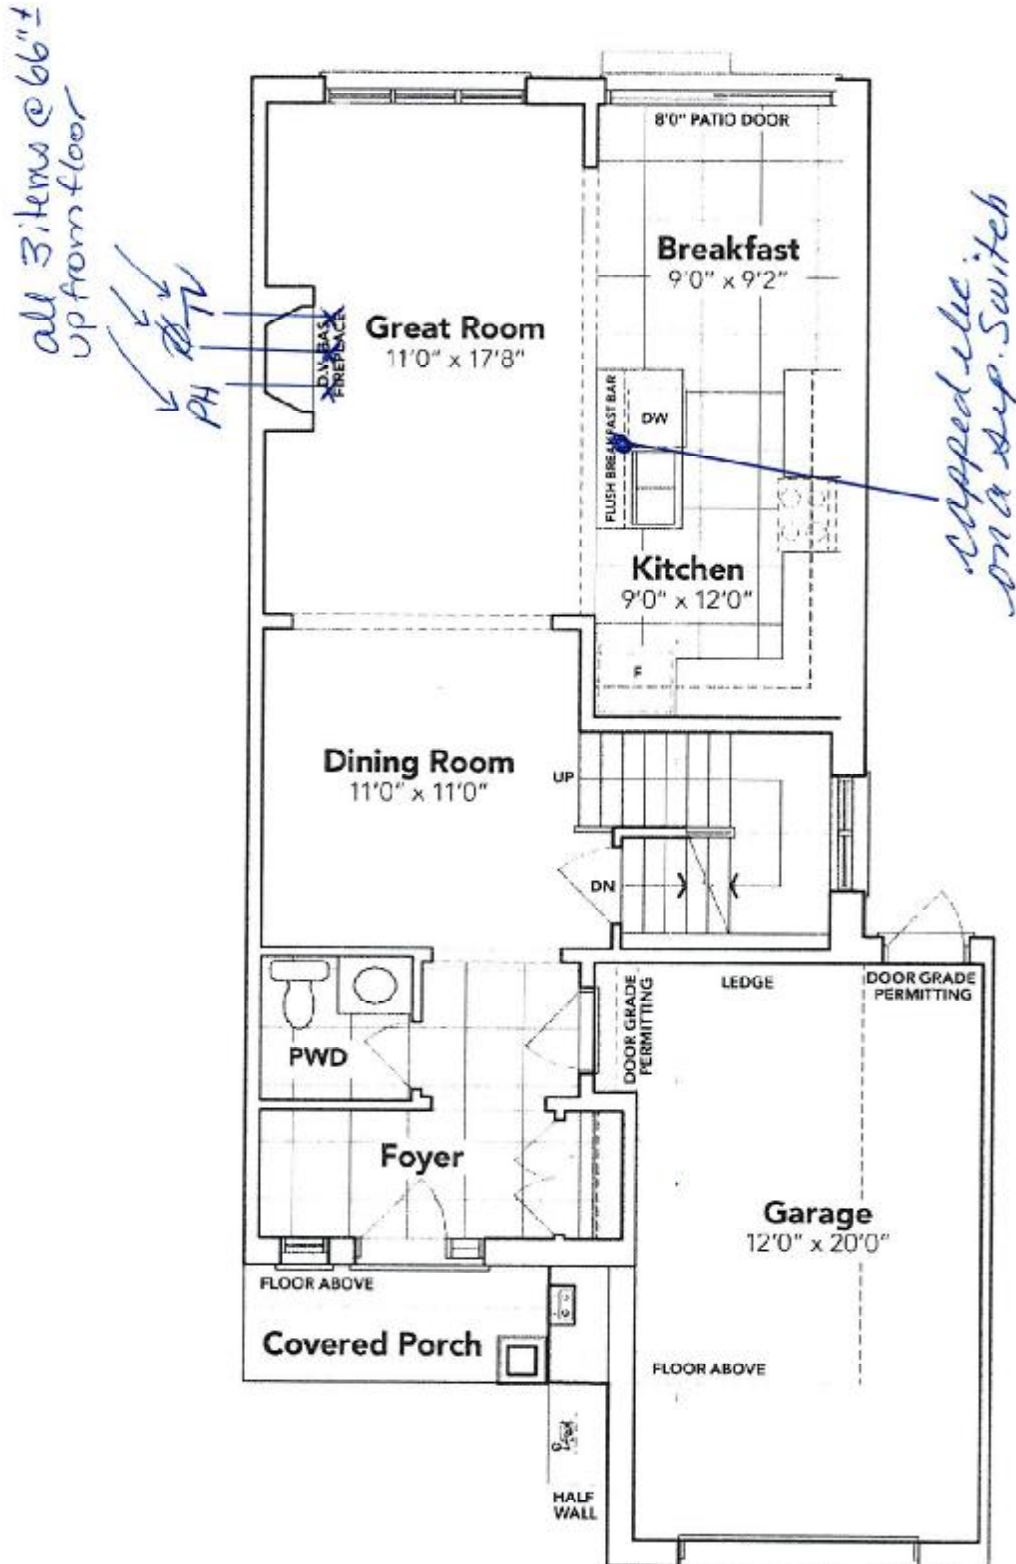 all 3 items @ 66"±
up from floor
TV
PH
D.V. GAS
FIREPLACE
8'0" PATIO DOOR
Breakfast
9'0" x 9'2"
Great Room
11'0" x 17'8"
FLUSH BREAKFAST BAR
DW
capped elec.
on a sep. switch
Kitchen
9'0" x 12'0"
F
Dining Room
11'0" x 11'0"
UP
DN
LEDGE
DOOR GRADE
PERMITTING
DOOR GRADE
PERMITTING
PWD
Foyer
Garage
12'0" x 20'0"
FLOOR ABOVE
Covered Porch
FLOOR ABOVE
HALF
WALL